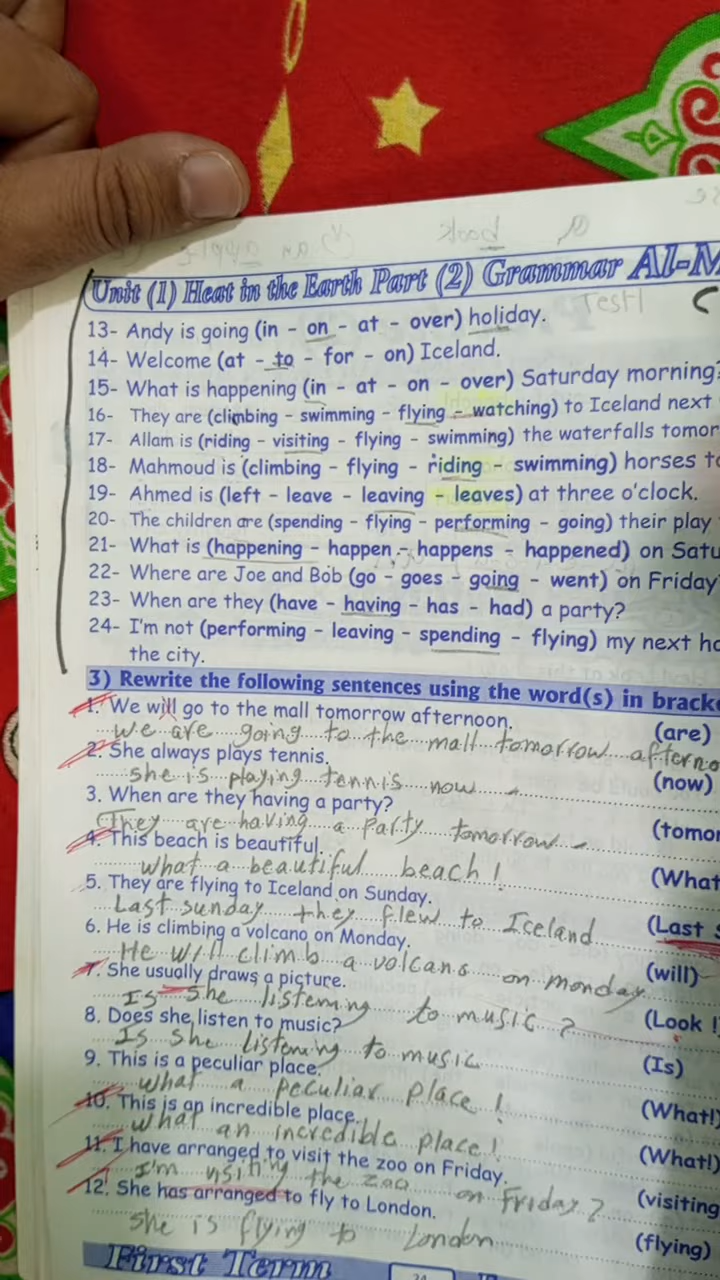 Unit (1) Heat in the Earth Part (2) Grammar Al-M
Test 1
13- Andy is going (in - on - at - over) holiday.
14- Welcome (at - to - for - on) Iceland.
15- What is happening (in - at - on - over) Saturday morning?
16- They are (climbing - swimming - flying - watching) to Iceland next
17- Allam is (riding - visiting - flying - swimming) the waterfalls tomor
18- Mahmoud is (climbing - flying - riding - swimming) horses to
19- Ahmed is (left - leave - leaving - leaves) at three o'clock.
20- The children are (spending - flying - performing - going) their play
21- What is (happening - happen - happens - happened) on Satu
22- Where are Joe and Bob (go - goes - going - went) on Friday
23- When are they (have - having - has - had) a party?
24- I'm not (performing - leaving - spending - flying) my next ho
the city.
3) Rewrite the following sentences using the word(s) in brack
1. We will go to the mall tomorrow afternoon. (are)
we are going to the mall tomorrow afterno
2. She always plays tennis. (now)
she is playing tennis now
3. When are they having a party? (tomor
They are having a party tomorrow
4. This beach is beautiful. (What
what a beautiful beach!
5. They are flying to Iceland on Sunday. (Last S
Last sunday they flew to Iceland
6. He is climbing a volcano on Monday. (will)
He will climb a volcano on monday
7. She usually draws a picture. (Look !
Is she listening to music?
8. Does she listen to music? (Is)
Is she listening to music
9. This is a peculiar place. (What!)
what a peculiar place!
10. This is an incredible place. (What!)
what an incredible place!
11. I have arranged to visit the zoo on Friday. (visiting
I'm visiting the zoo on Friday?
12. She has arranged to fly to London. (flying)
she is flying to London
First Term